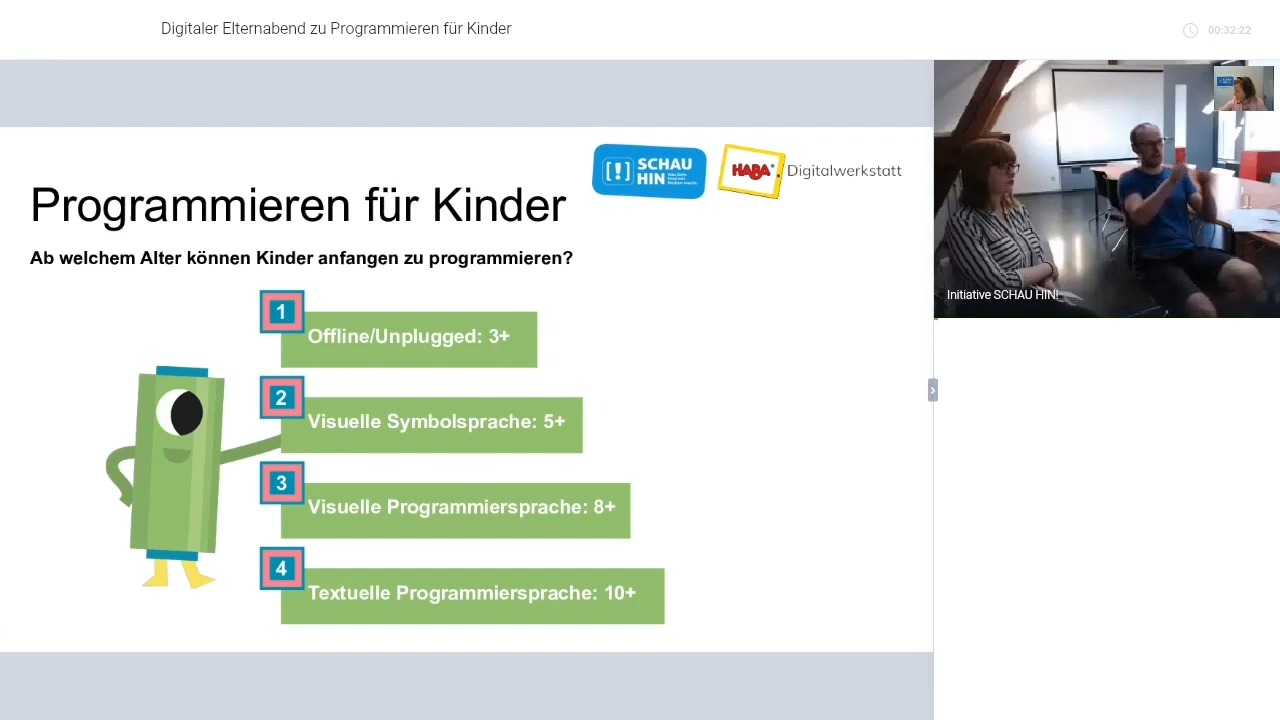 Digitaler Elternabend zu Programmieren für Kinder
00:32:22
SCHAU
HIN
HABA
Digitalwerkstatt
Programmieren für Kinder
Ab welchem Alter können Kinder anfangen zu programmieren?
1
Offline/Unplugged: 3+
2
Visuelle Symbolsprache: 5+
3
Visuelle Programmiersprache: 8+
4
Textuelle Programmiersprache: 10+
Initiative SCHAU HIN!